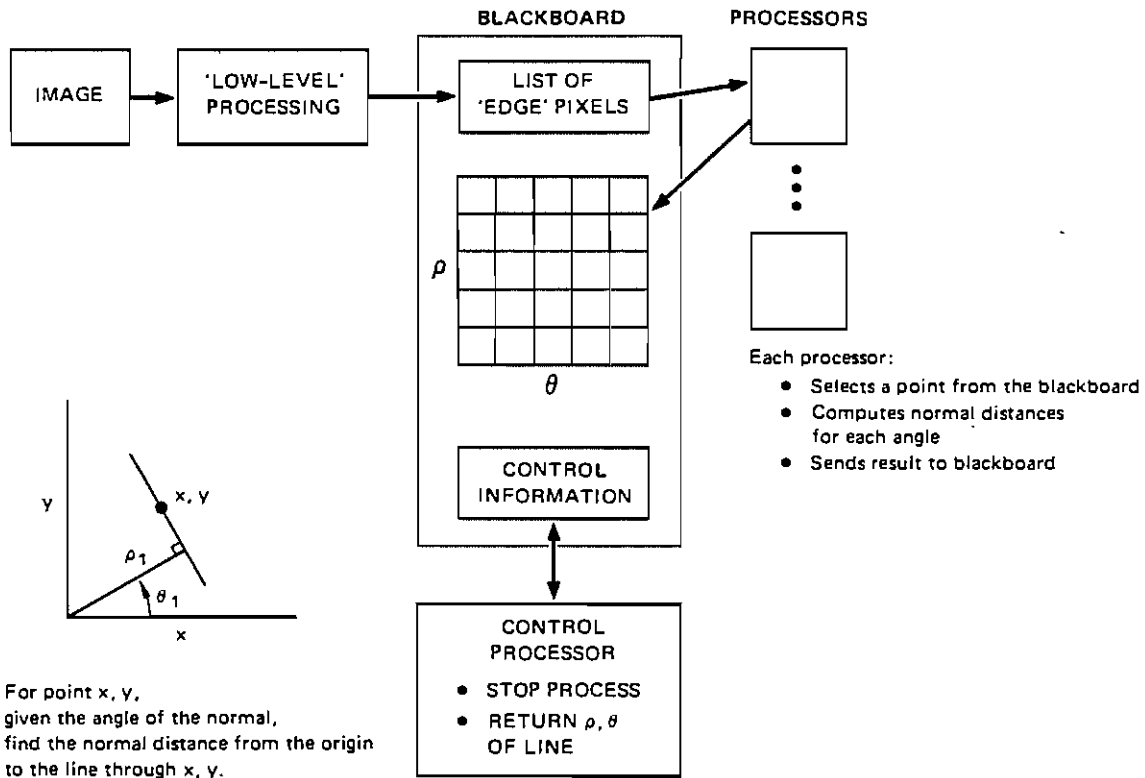 BLACKBOARD
PROCESSORS
IMAGE
'LOW-LEVEL'
PROCESSING
LIST OF
'EDGE' PIXELS
ρ
θ
Each processor:
● Selects a point from the blackboard
● Computes normal distances
for each angle
● Sends result to blackboard
CONTROL
INFORMATION
y
x, y
ρ1
θ1
x
CONTROL
PROCESSOR
● STOP PROCESS
● RETURN ρ, θ
OF LINE
For point x, y,
given the angle of the normal,
find the normal distance from the origin
to the line through x, y.